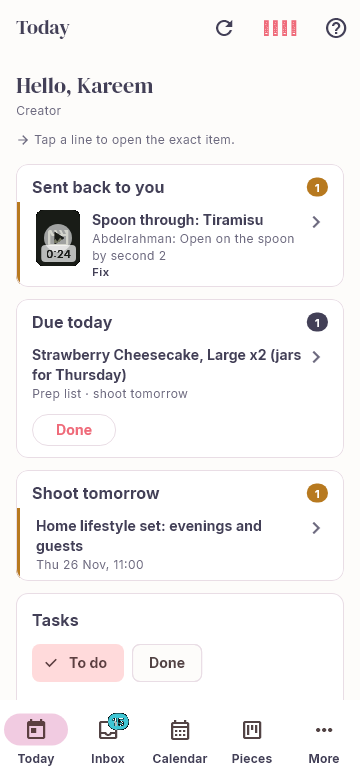 Today
Hello, Kareem
Creator
→ Tap a line to open the exact item.
Sent back to you
1
Spoon through: Tiramisu
Abdelrahman: Open on the spoon
by second 2
0:24
Fix
Due today
1
Strawberry Cheesecake, Large x2 (jars
for Thursday)
Prep list · shoot tomorrow
Done
Shoot tomorrow
1
Home lifestyle set: evenings and
guests
Thu 26 Nov, 11:00
Tasks
To do
Done
Today
Inbox
Calendar
Pieces
More